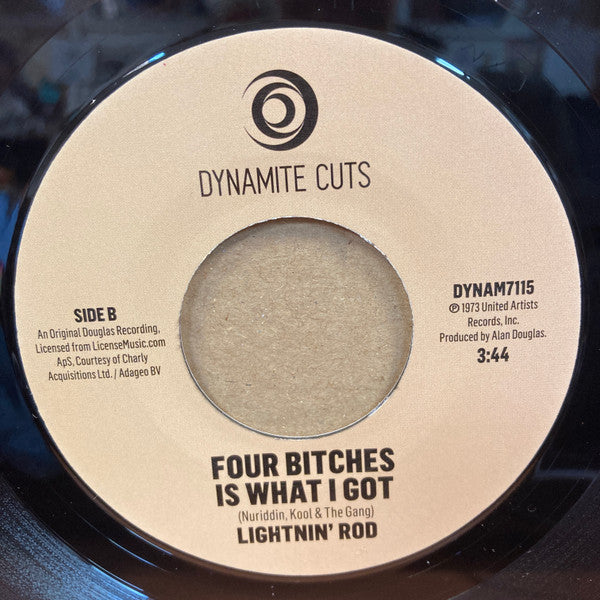 DYNAMITE CUTS
SIDE B
An Original Douglas Recording,
Licensed from LicenseMusic.com
ApS, Courtesy of Charly
Acquisitions Ltd. / Adageo BV
DYNAM7115
℗ 1973 United Artists
Records, Inc.
Produced by Alan Douglas.
3:44
FOUR BITCHES
IS WHAT I GOT
(Nuriddin, Kool & The Gang)
LIGHTNIN' ROD